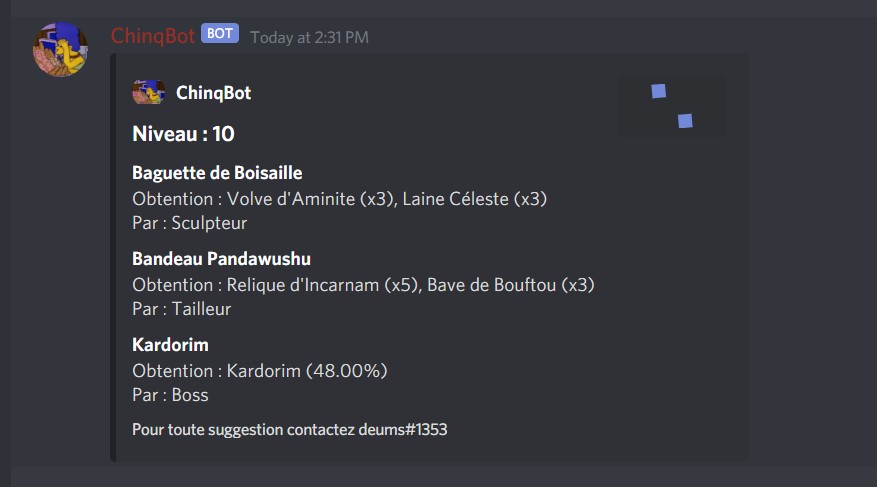 ChinqBot BOT Today at 2:31 PM
ChinqBot
Niveau : 10
Baguette de Boisaille
Obtention : Volve d'Aminite (x3), Laine Céleste (x3)
Par : Sculpteur
Bandeau Pandawushu
Obtention : Relique d'Incarnam (x5), Bave de Bouftou (x3)
Par : Tailleur
Kardorim
Obtention : Kardorim (48.00%)
Par : Boss
Pour toute suggestion contactez deums#1353